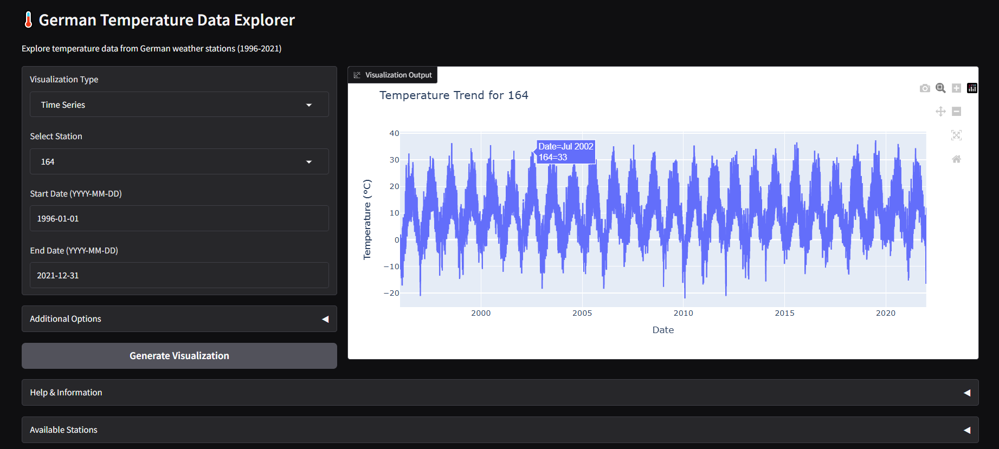 German Temperature Data Explorer
Explore temperature data from German weather stations (1996-2021)
Visualization Type
Time Series
Select Station
164
Start Date (YYYY-MM-DD)
1996-01-01
End Date (YYYY-MM-DD)
2021-12-31
Additional Options
Generate Visualization
Visualization Output
Temperature Trend for 164
Temperature (°C)
40
30
20
10
0
−10
−20
Date=Jul 2002
164=33
2000
2005
2010
2015
2020
Date
Help & Information
Available Stations